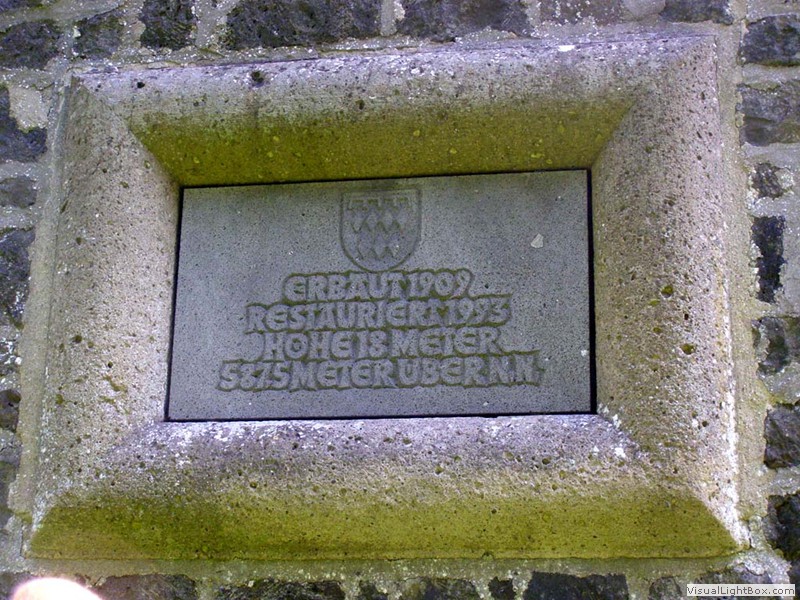 ERBAUT 1909
RESTAURIERT 1993
HÖHE 18 METER
587.5 METER ÜBER N.N.
VisualLightBox.com